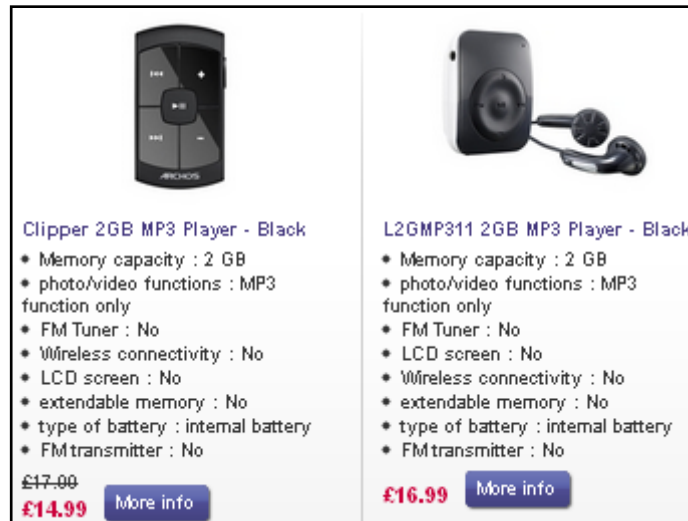 ARCHOS
Clipper 2GB MP3 Player - Black
• Memory capacity : 2 GB
• photo/video functions : MP3
function only
• FM Tuner : No
• Wireless connectivity : No
• LCD screen : No
• extendable memory : No
• type of battery : internal battery
• FM transmitter : No
£17.00
£14.99
More info
L2GMP311 2GB MP3 Player - Black
• Memory capacity : 2 GB
• photo/video functions : MP3
function only
• FM Tuner : No
• LCD screen : No
• Wireless connectivity : No
• extendable memory : No
• type of battery : internal battery
• FM transmitter : No
£16.99
More info